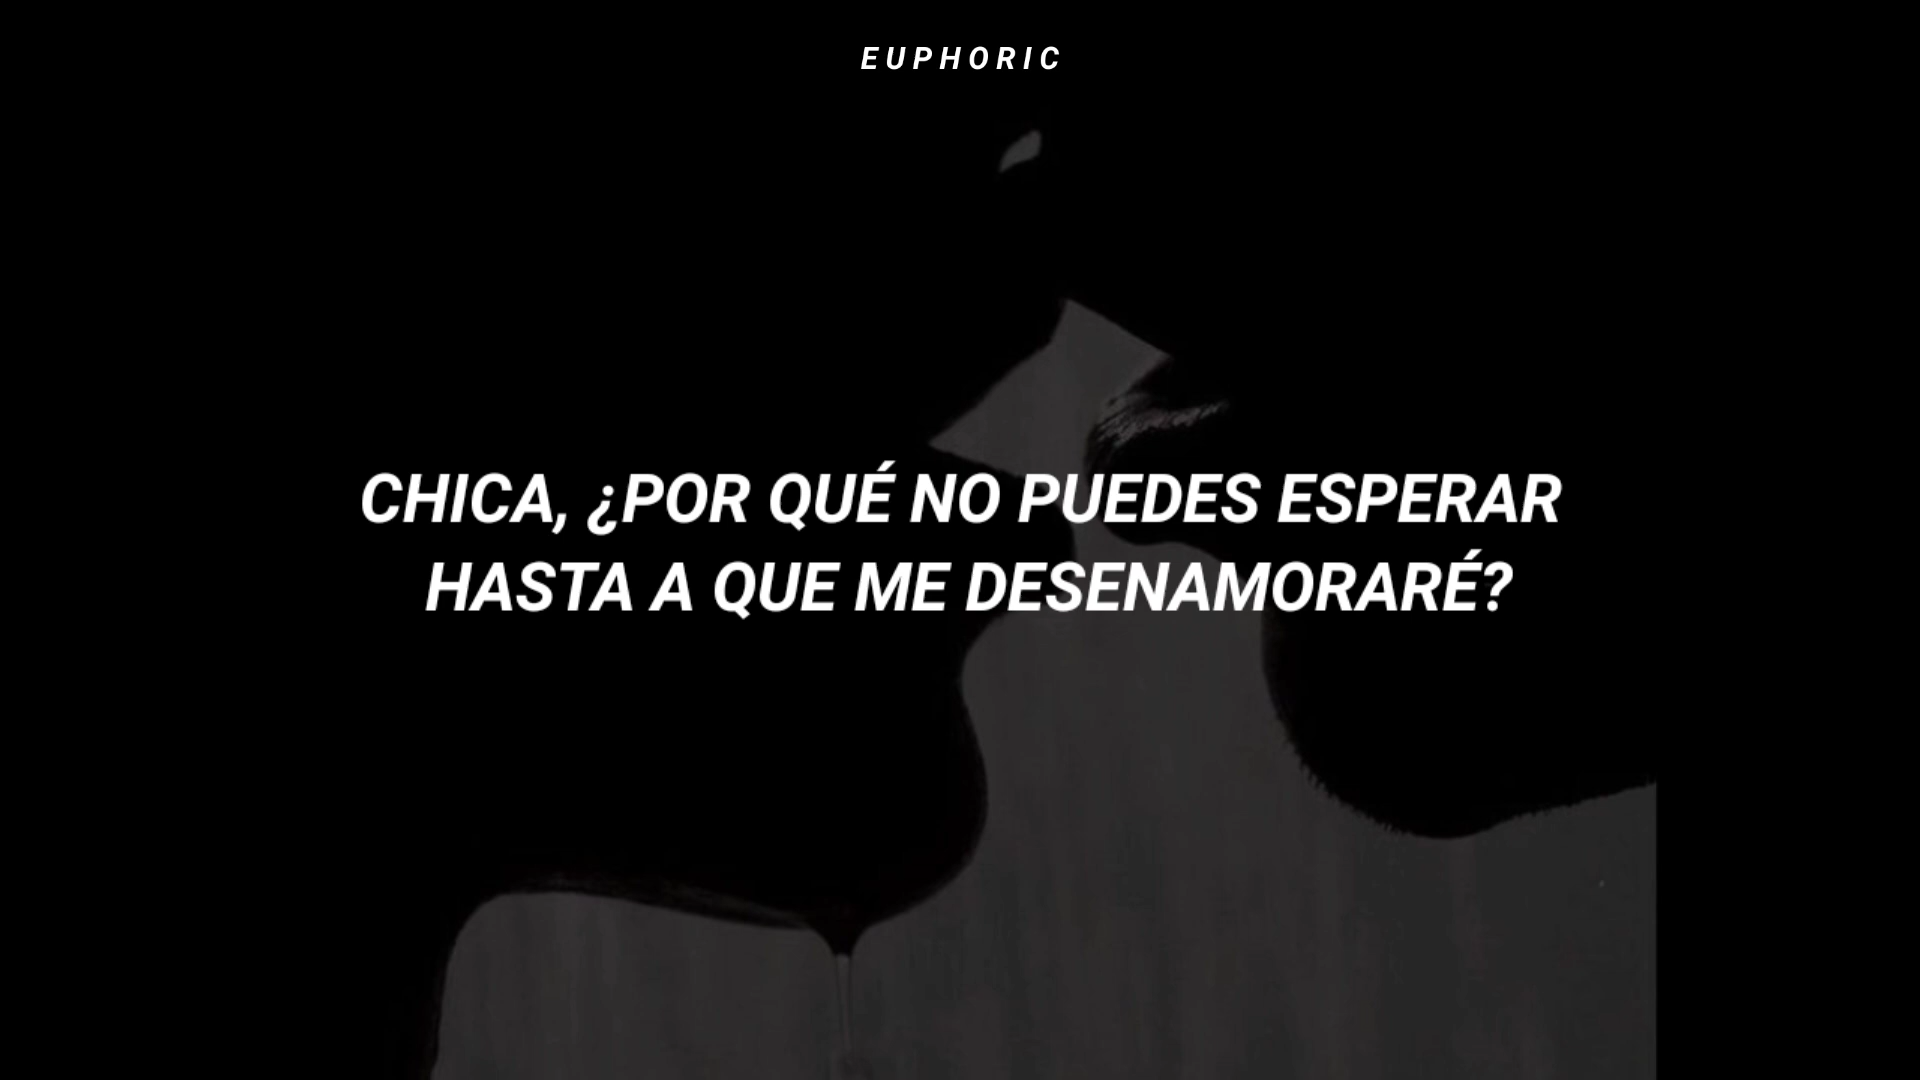 EUPHORIC
CHICA, ¿POR QUÉ NO PUEDES ESPERAR
HASTA A QUE ME DESENAMORARÉ?